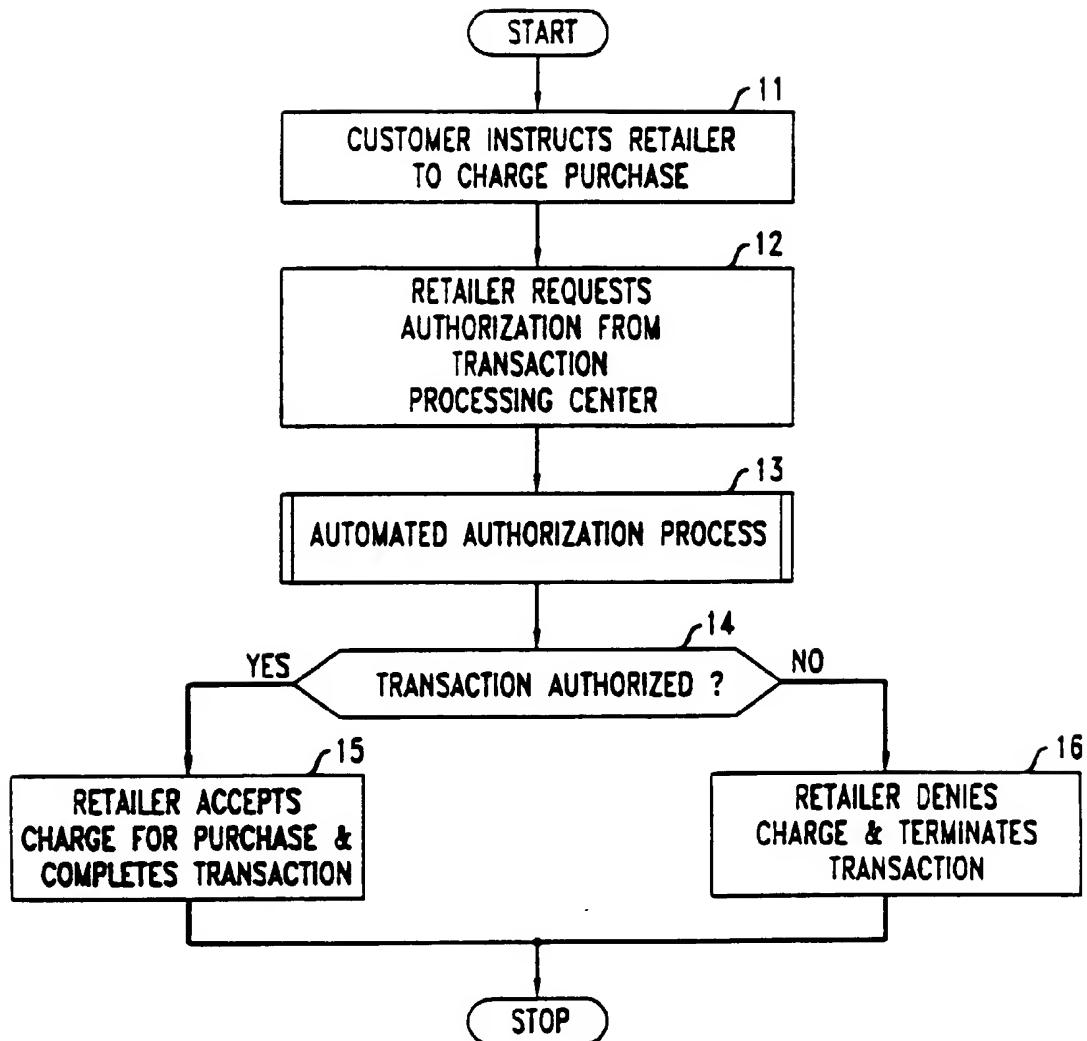 START
11
CUSTOMER INSTRUCTS RETAILER
TO CHARGE PURCHASE
12
RETAILER REQUESTS
AUTHORIZATION FROM
TRANSACTION
PROCESSING CENTER
13
AUTOMATED AUTHORIZATION PROCESS
14
YES
TRANSACTION AUTHORIZED ?
NO
15
RETAILER ACCEPTS
CHARGE FOR PURCHASE &
COMPLETES TRANSACTION
16
RETAILER DENIES
CHARGE & TERMINATES
TRANSACTION
STOP